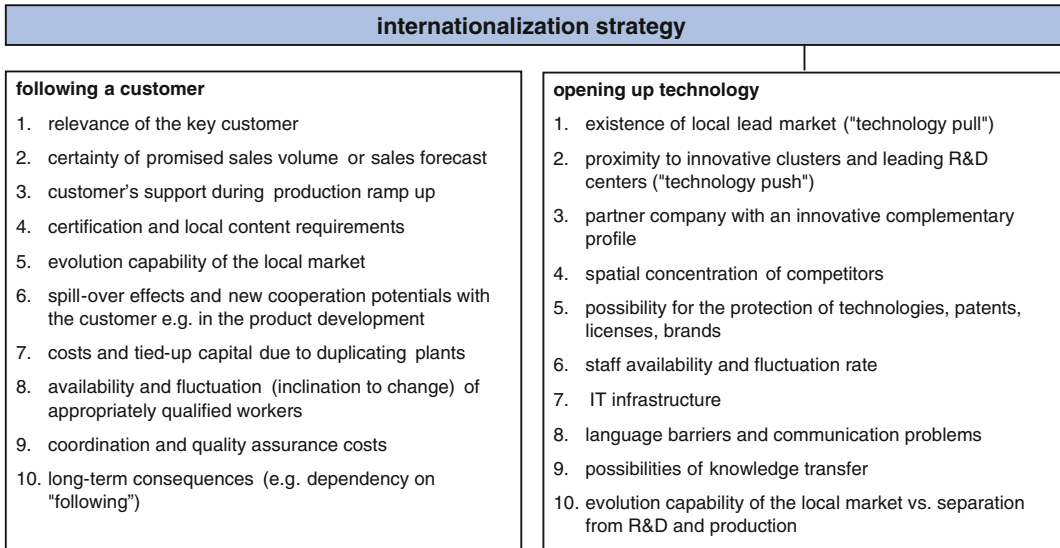 internationalization strategy
following a customer
1. relevance of the key customer
2. certainty of promised sales volume or sales forecast
3. customer's support during production ramp up
4. certification and local content requirements
5. evolution capability of the local market
6. spill-over effects and new cooperation potentials with
the customer e.g. in the product development
7. costs and tied-up capital due to duplicating plants
8. availability and fluctuation (inclination to change) of
appropriately qualified workers
9. coordination and quality assurance costs
10. long-term consequences (e.g. dependency on
"following")
opening up technology
1. existence of local lead market ("technology pull")
2. proximity to innovative clusters and leading R&D
centers ("technology push")
3. partner company with an innovative complementary
profile
4. spatial concentration of competitors
5. possibility for the protection of technologies, patents,
licenses, brands
6. staff availability and fluctuation rate
7. IT infrastructure
8. language barriers and communication problems
9. possibilities of knowledge transfer
10. evolution capability of the local market vs. separation
from R&D and production